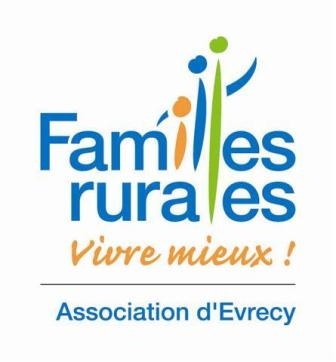 Familles
rurales
Vivre mieux !
Association d'Evrecy